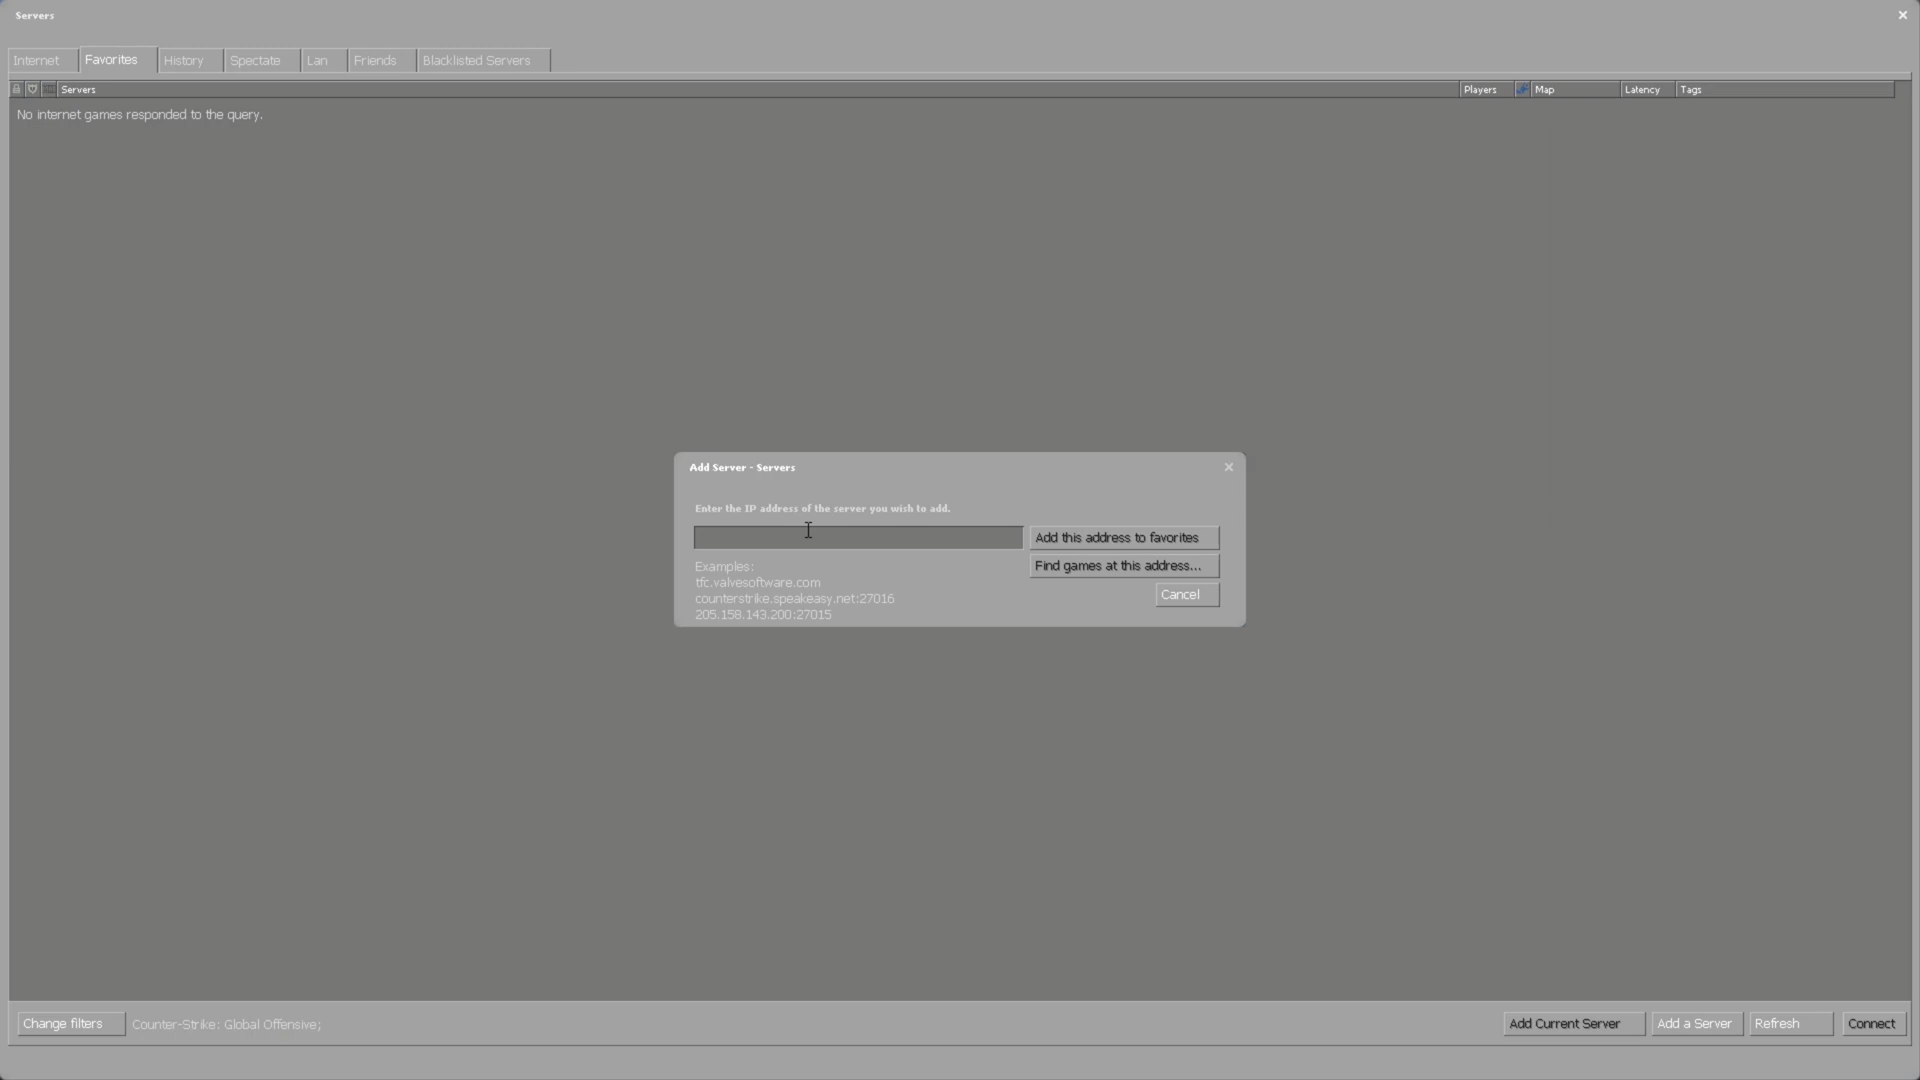 Servers
Internet Favorites History Spectate Lan Friends Blacklisted Servers
Servers Players Map Latency Tags
No internet games responded to the query.
Add Server - Servers
Enter the IP address of the server you wish to add.
Add this address to favorites
Examples:
Find games at this address...
tfc.valvesoftware.com
counterstrike.speakeasy.net:27016
Cancel
205.158.143.200:27015
Change filters Counter-Strike: Global Offensive; Add Current Server Add a Server Refresh Connect